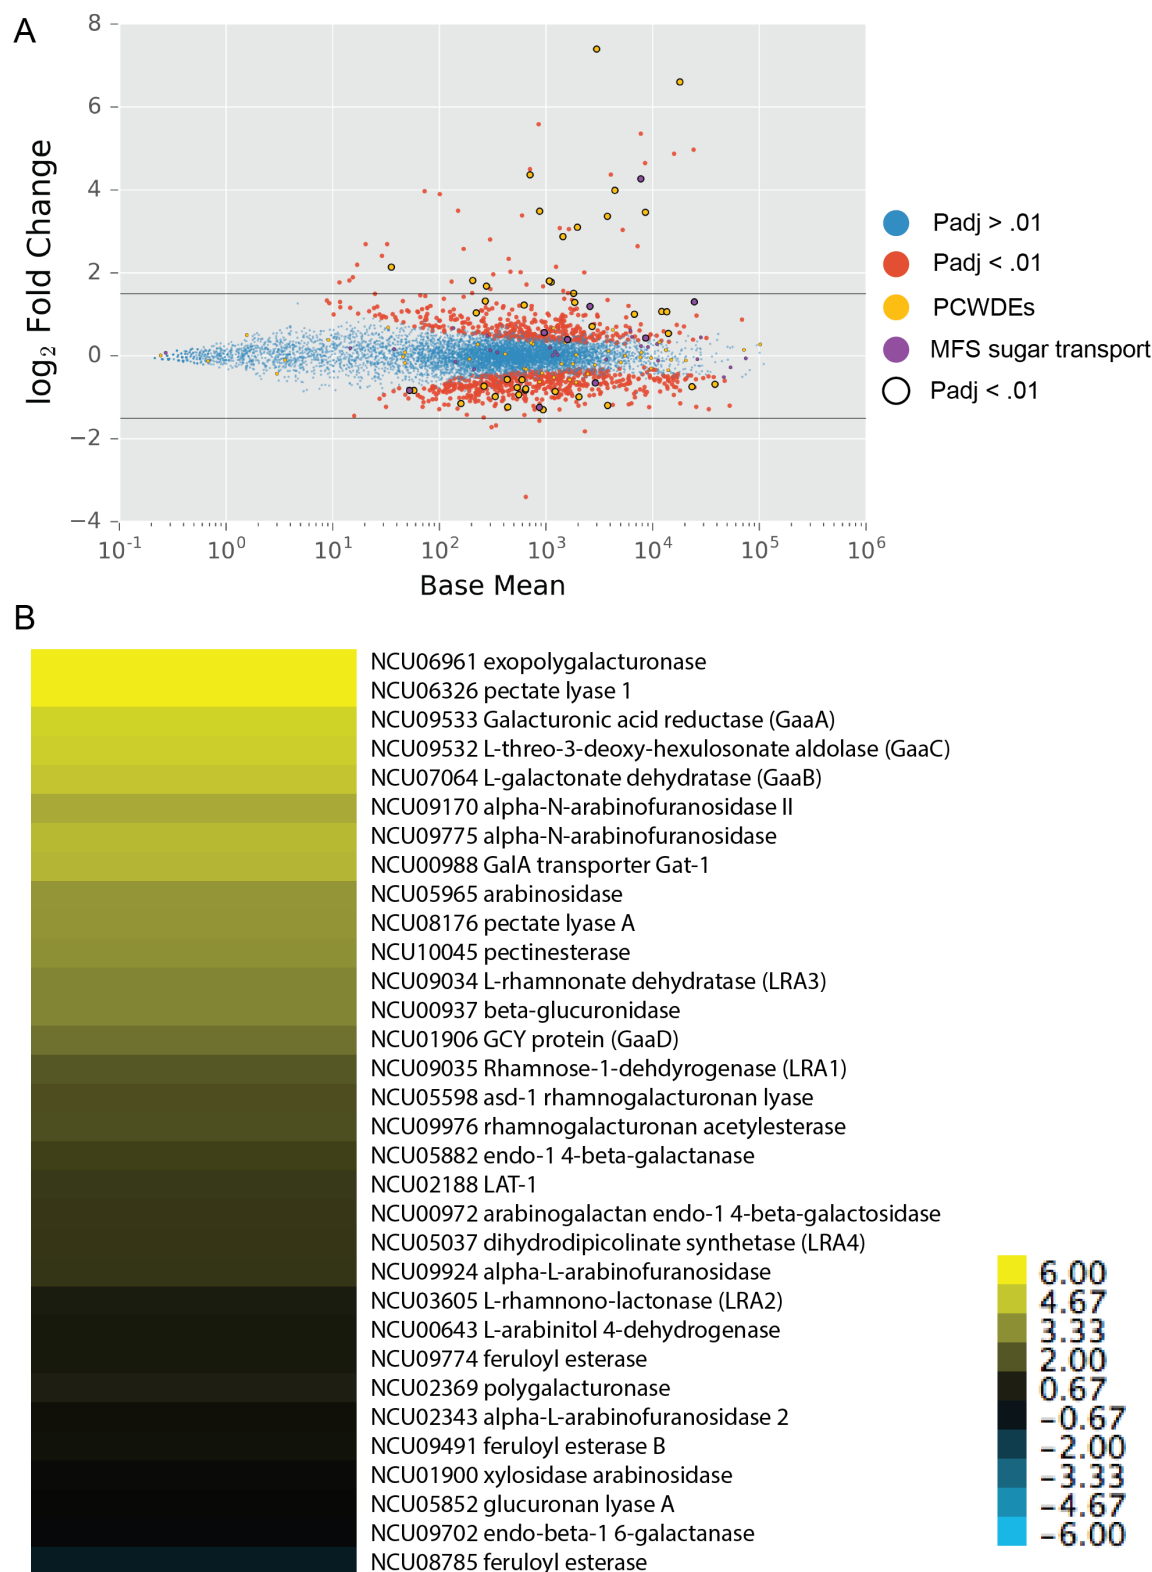 A
8
6
4
2
0
−2
−4
log2 Fold Change
10-1
100
101
102
103
104
105
106
Base Mean
Padj > .01
Padj < .01
PCWDEs
MFS sugar transport
Padj < .01
B
NCU06961 exopolygalacturonase
NCU06326 pectate lyase 1
NCU09533 Galacturonic acid reductase (GaaA)
NCU09532 L-threo-3-deoxy-hexulosonate aldolase (GaaC)
NCU07064 L-galactonate dehydratase (GaaB)
NCU09170 alpha-N-arabinofuranosidase II
NCU09775 alpha-N-arabinofuranosidase
NCU00988 GalA transporter Gat-1
NCU05965 arabinosidase
NCU08176 pectate lyase A
NCU10045 pectinesterase
NCU09034 L-rhamnonate dehydratase (LRA3)
NCU00937 beta-glucuronidase
NCU01906 GCY protein (GaaD)
NCU09035 Rhamnose-1-dehdyrogenase (LRA1)
NCU05598 asd-1 rhamnogalacturonan lyase
NCU09976 rhamnogalacturonan acetylesterase
NCU05882 endo-1 4-beta-galactanase
NCU02188 LAT-1
NCU00972 arabinogalactan endo-1 4-beta-galactosidase
NCU05037 dihydrodipicolinate synthetase (LRA4)
NCU09924 alpha-L-arabinofuranosidase
NCU03605 L-rhamnono-lactonase (LRA2)
NCU00643 L-arabinitol 4-dehydrogenase
NCU09774 feruloyl esterase
NCU02369 polygalacturonase
NCU02343 alpha-L-arabinofuranosidase 2
NCU09491 feruloyl esterase B
NCU01900 xylosidase arabinosidase
NCU05852 glucuronan lyase A
NCU09702 endo-beta-1 6-galactanase
NCU08785 feruloyl esterase
6.00
4.67
3.33
2.00
0.67
−0.67
−2.00
−3.33
−4.67
−6.00